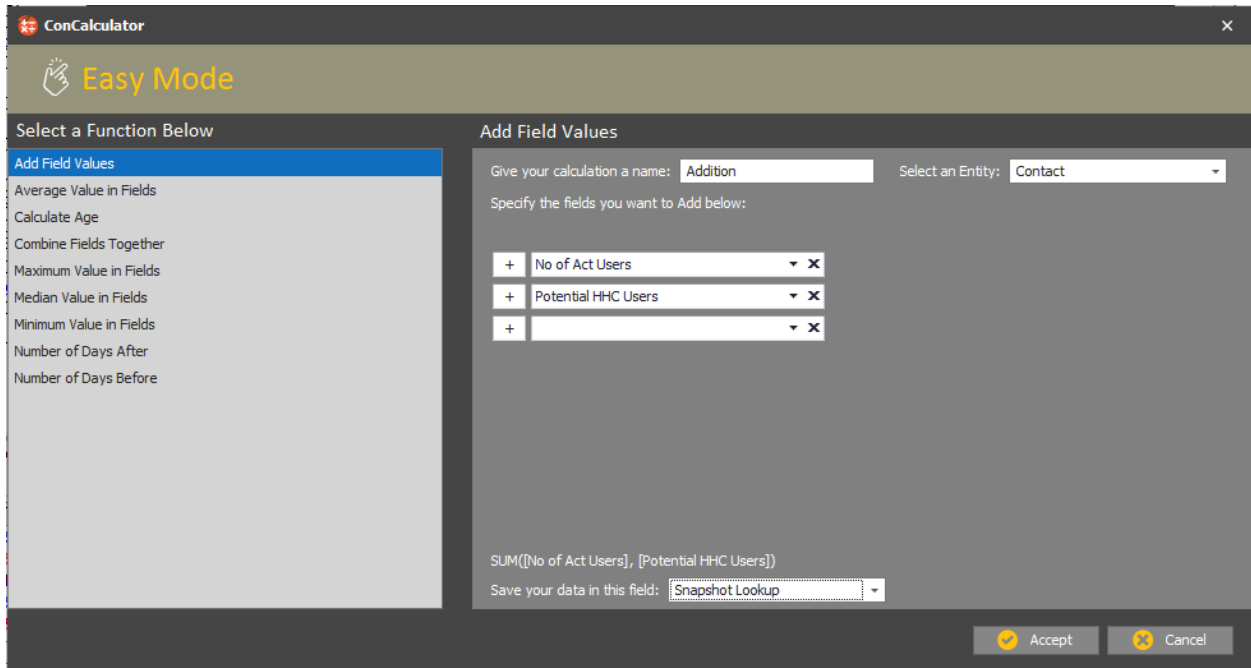 ConCalculator
Easy Mode
Select a Function Below
Add Field Values
Average Value in Fields
Calculate Age
Combine Fields Together
Maximum Value in Fields
Median Value in Fields
Minimum Value in Fields
Number of Days After
Number of Days Before
Add Field Values
Give your calculation a name: Addition Select an Entity: Contact
Specify the fields you want to Add below:
+ No of Act Users
+ Potential HHC Users
+
SUM([No of Act Users], [Potential HHC Users])
Save your data in this field: Snapshot Lookup
Accept Cancel